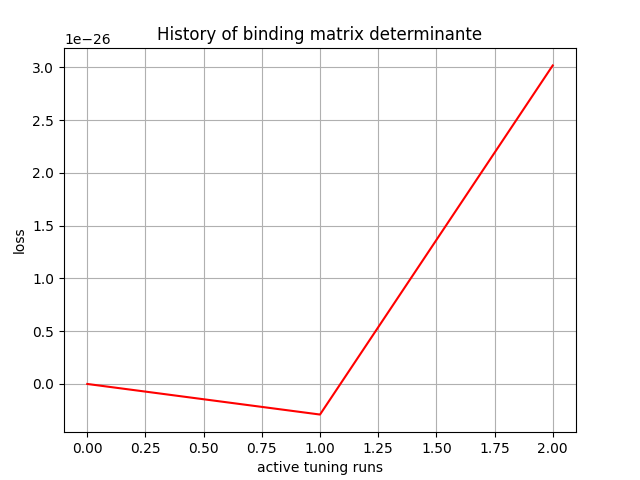 History of binding matrix determinante
1e−26
3.0
2.5
2.0
1.5
1.0
0.5
0.0
loss
0.00 0.25 0.50 0.75 1.00 1.25 1.50 1.75 2.00
active tuning runs